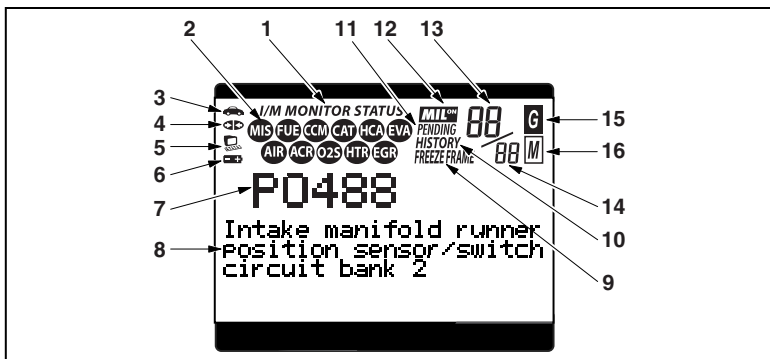 2 1 11 12 13
3 I/M MONITOR STATUS MIL ON 88 G 15
4 MIS FUE CCM CAT HCA EVA PENDING
5 AIR ACR O2S HTR EGR HISTORY 88 M 16
6 FREEZE FRAME 14
7 P0488 10
Intake manifold runner
8 position sensor/switch
circuit bank 2 9